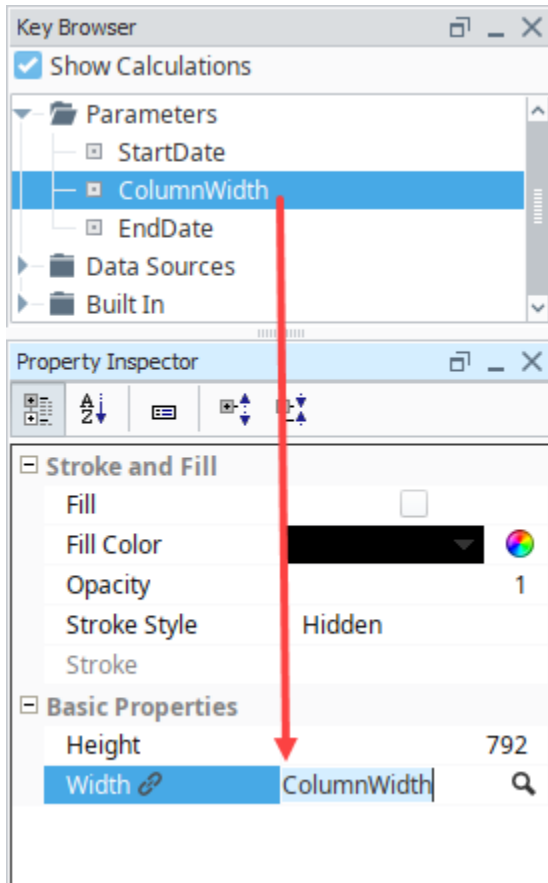 Key Browser
Show Calculations
Parameters
StartDate
ColumnWidth
EndDate
Data Sources
Built In
Property Inspector
A
Z
Stroke and Fill
Fill
Fill Color
Opacity 1
Stroke Style Hidden
Stroke
Basic Properties
Height 792
Width ColumnWidth